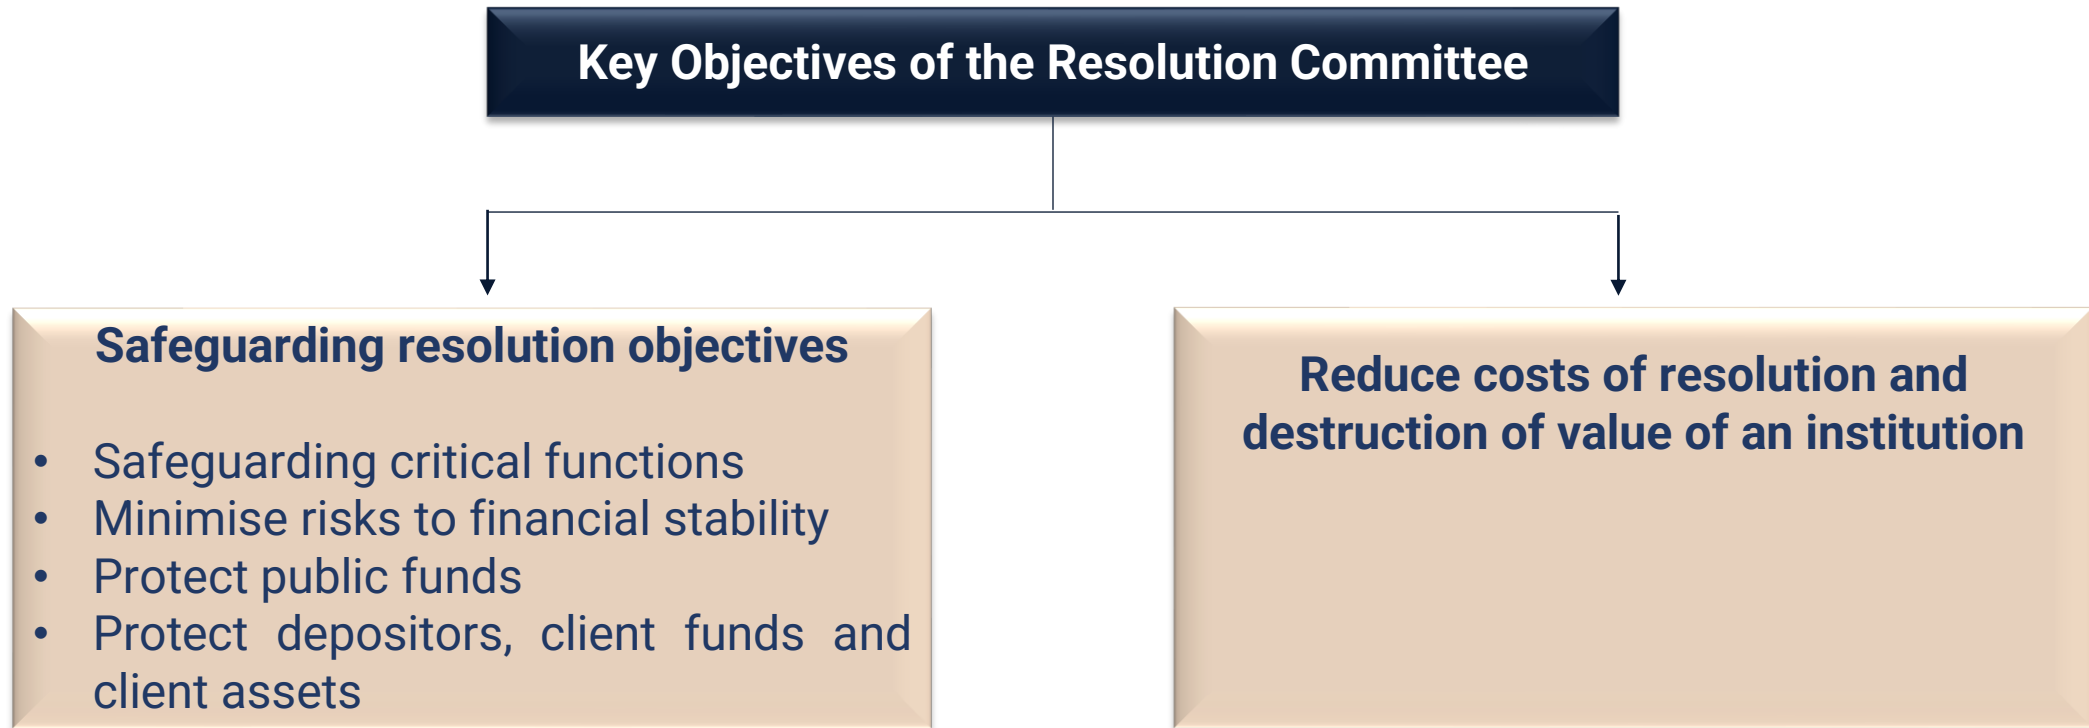 Key Objectives of the Resolution Committee
Safeguarding resolution objectives
• Safeguarding critical functions
• Minimise risks to financial stability
• Protect public funds
• Protect depositors, client funds and
client assets
Reduce costs of resolution and
destruction of value of an institution